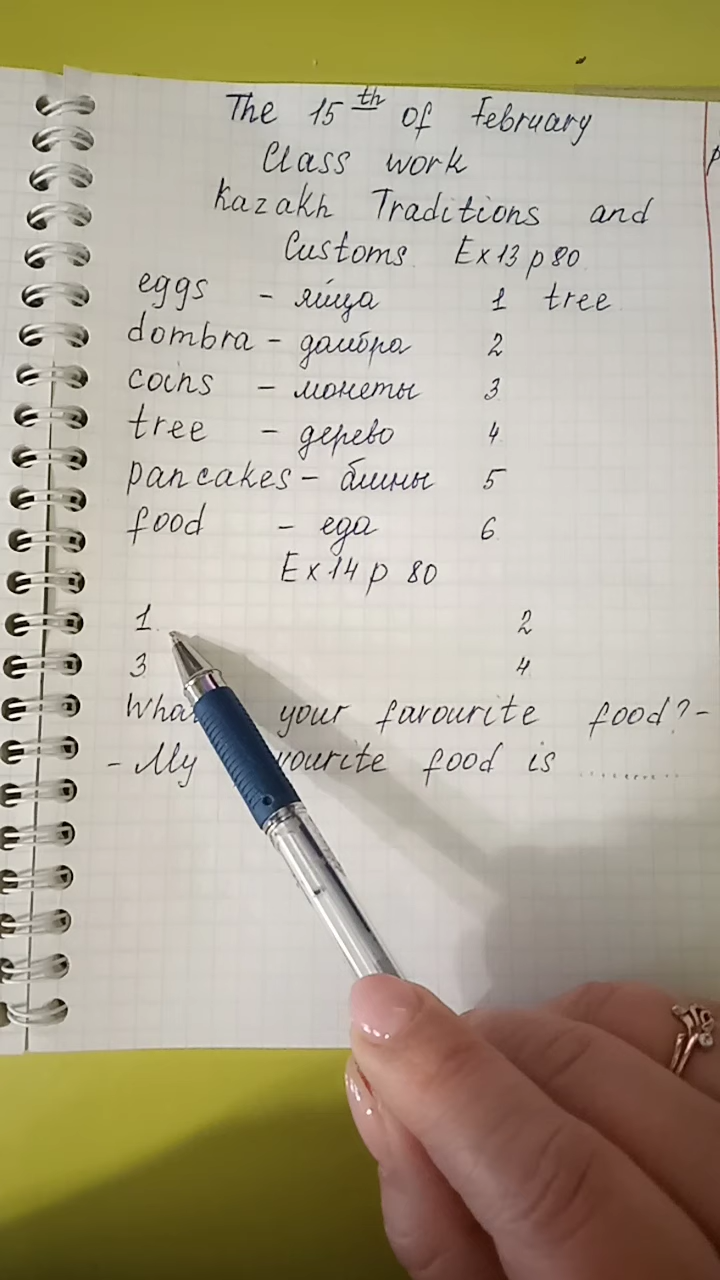 The 15th of February
Class work
Kazakh Traditions and
Customs. Ex 13 p 80
eggs - яйца 1 tree
dombra - домбра 2
coins - монеты 3
tree - дерево 4
pancakes - блины 5
food - еда 6
Ex 14 p 80
1 2
3 4
your favourite food? -
- My food is ..........